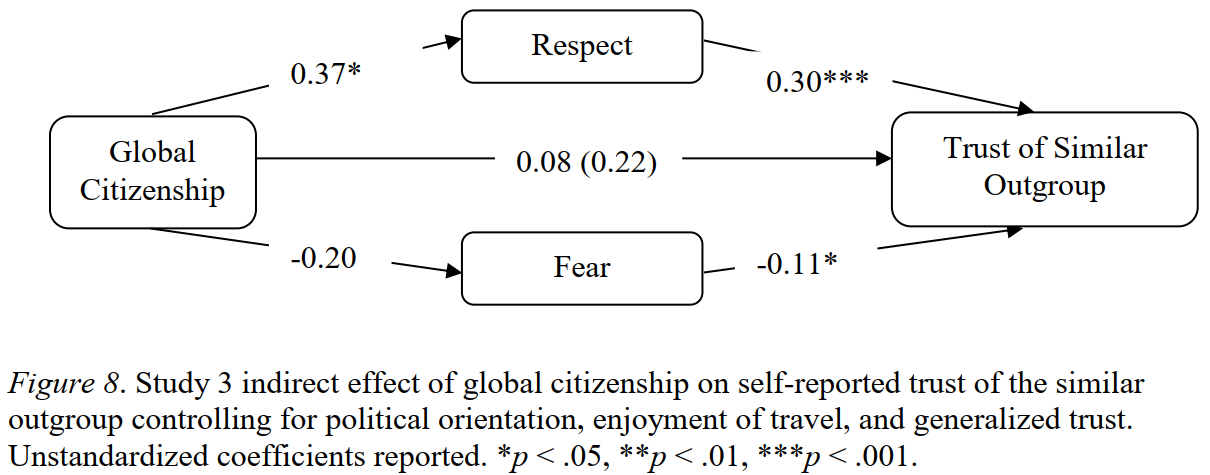 Respect
0.37*
0.30***
Global
Citizenship
0.08 (0.22)
Trust of Similar
Outgroup
-0.20
Fear
-0.11*
Figure 8. Study 3 indirect effect of global citizenship on self-reported trust of the similar
outgroup controlling for political orientation, enjoyment of travel, and generalized trust.
Unstandardized coefficients reported. *p < .05, **p < .01, ***p < .001.